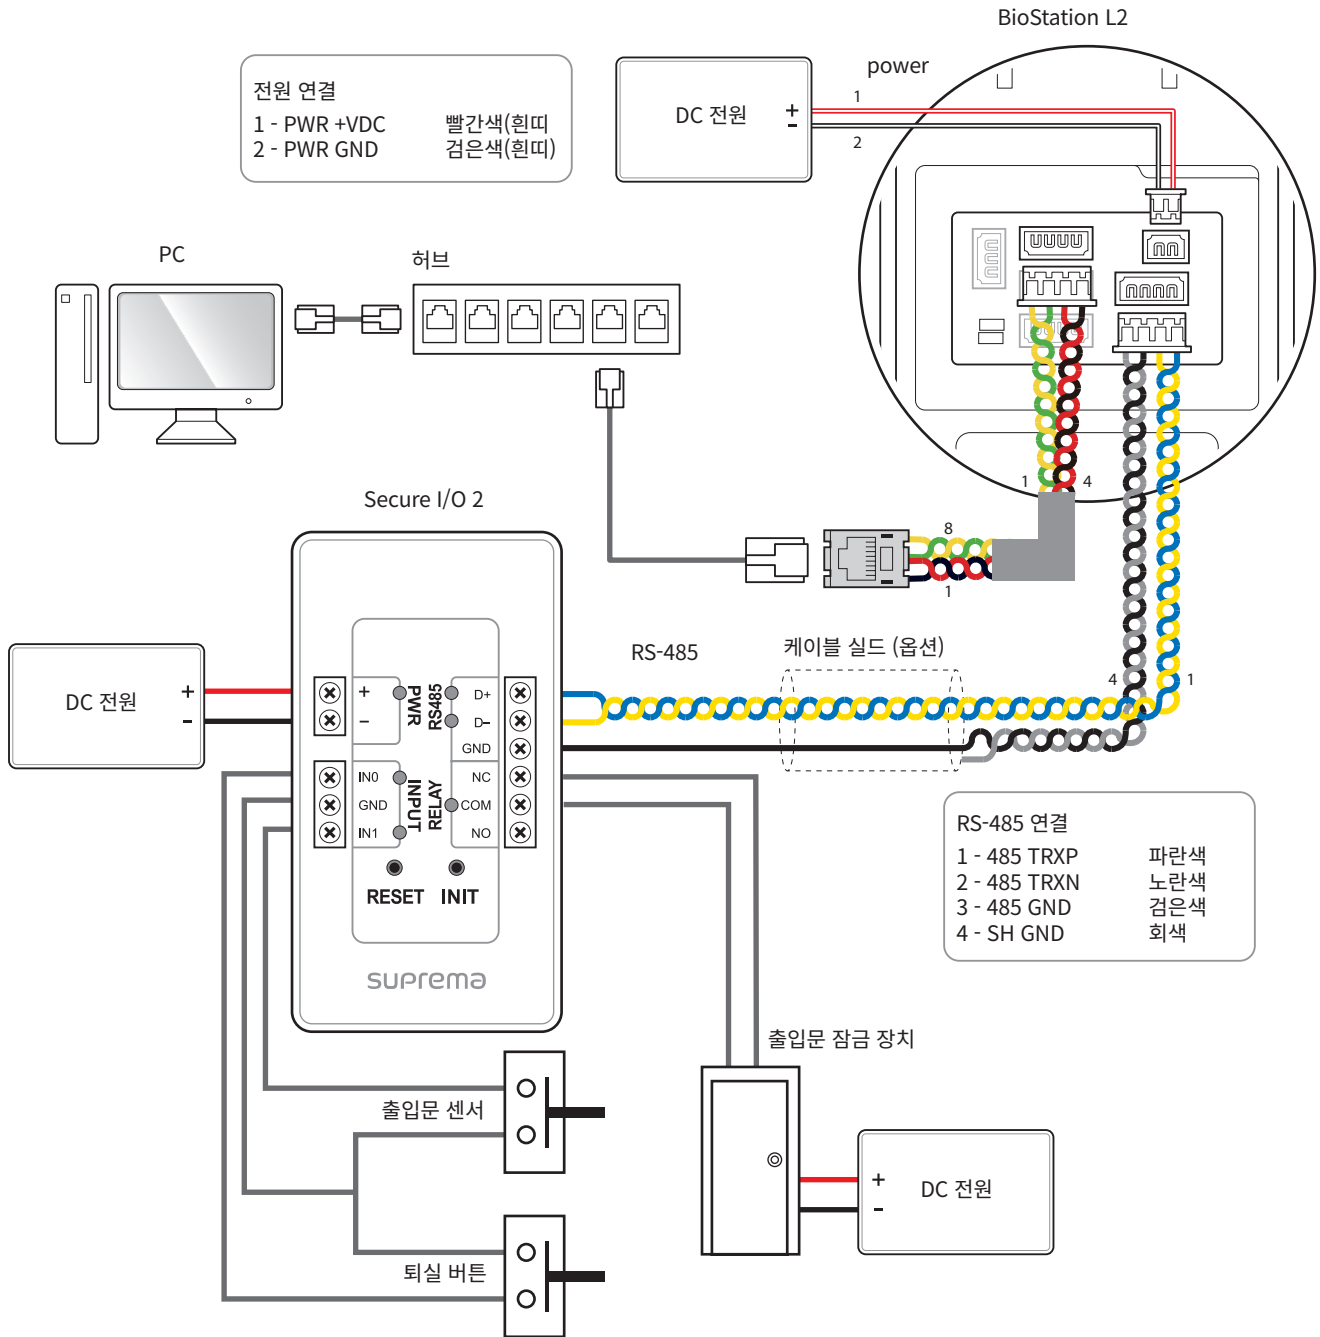 BioStation L2
전원 연결
1 - PWR +VDC 빨간색(흰띠
2 - PWR GND 검은색(흰띠)
DC 전원
+
-
power
1
2
PC
허브
1
4
8
1
Secure I/O 2
DC 전원
+
-
+
-
PWR
RS485
D+
D-
GND
IN0
GND
IN1
INPUT
RELAY
NC
COM
NO
RESET INIT
suprema
RS-485
케이블 실드 (옵션)
4
1
RS-485 연결
1 - 485 TRXP 파란색
2 - 485 TRXN 노란색
3 - 485 GND 검은색
4 - SH GND 회색
출입문 잠금 장치
출입문 센서
+
-
DC 전원
퇴실 버튼